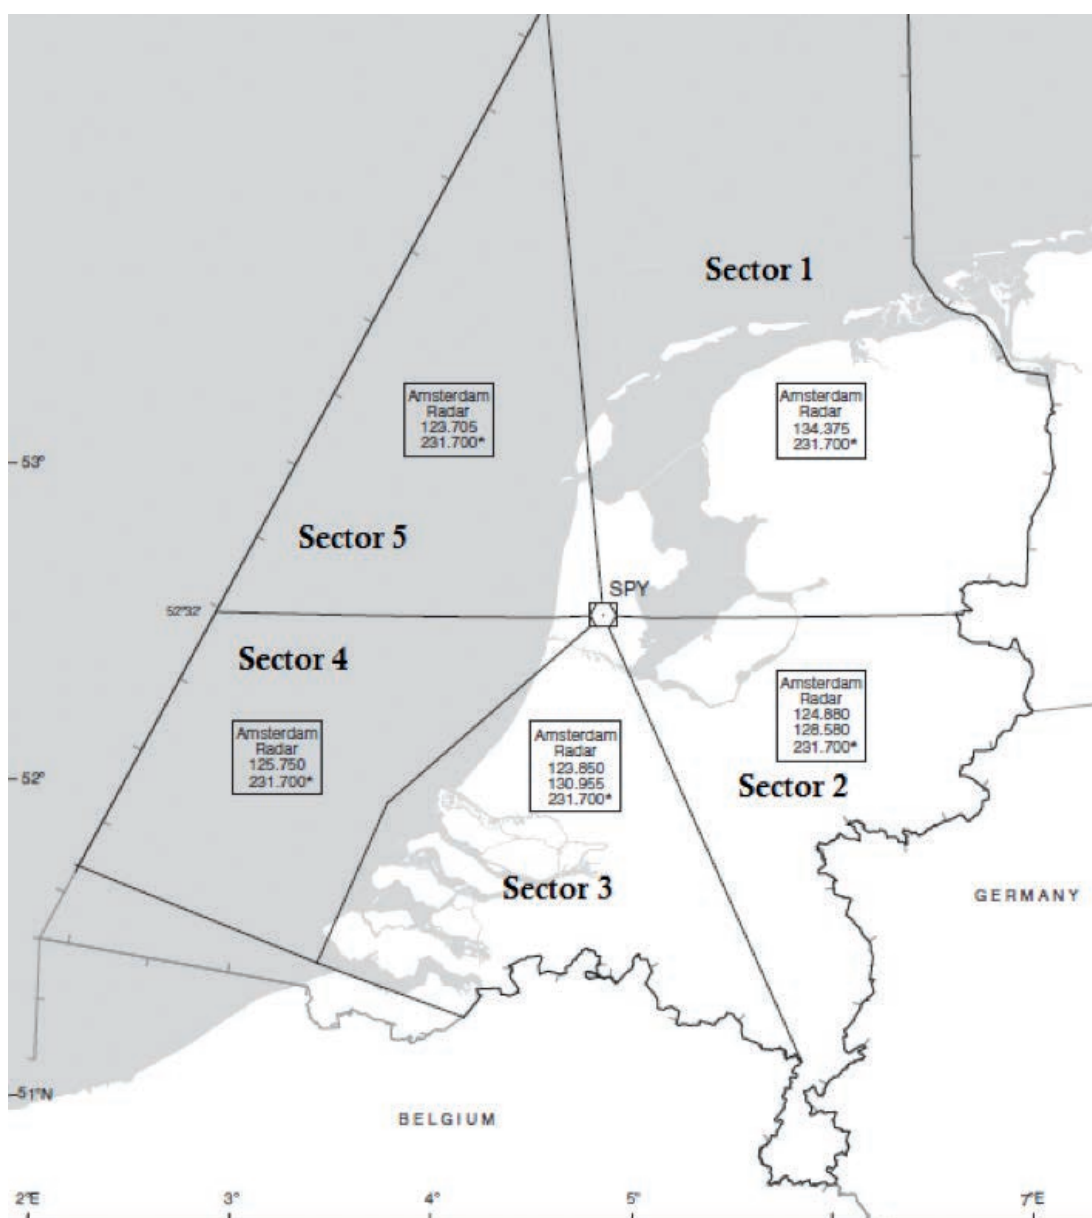 Sector 1
Amsterdam
Radar
123.705
231.700*
Amsterdam
Radar
134.375
231.700*
53°
Sector 5
SPY
52°32'
Sector 4
Amsterdam
Radar
124.880
128.580
231.700*
Amsterdam
Radar
125.750
231.700*
Amsterdam
Radar
123.850
130.955
231.700*
52°
Sector 2
Sector 3
GERMANY
51°N
BELGIUM
2°E
3°
4°
5°
7°E